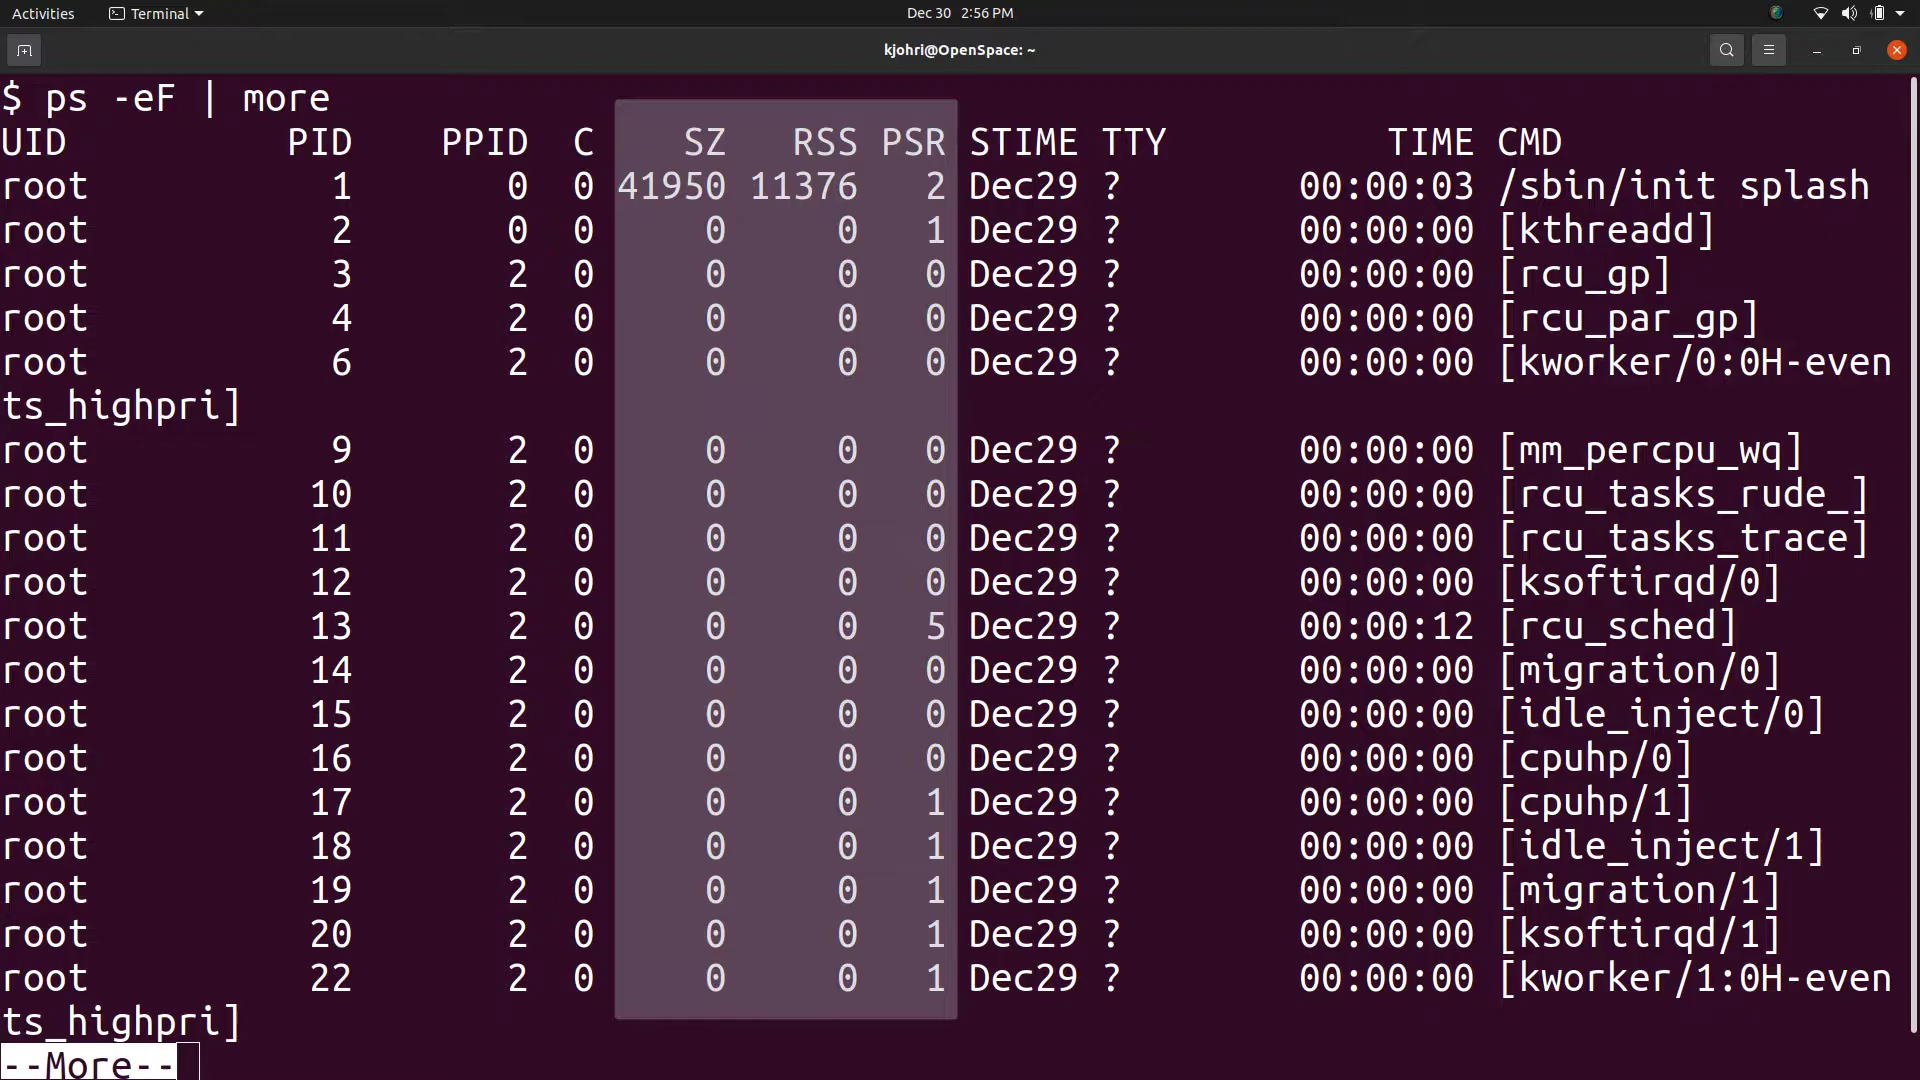 Activities Terminal Dec 30 2:56 PM
kjohri@OpenSpace: ~
$ ps -eF | more
UID PID PPID C SZ RSS PSR STIME TTY TIME CMD
root 1 0 0 41950 11376 2 Dec29 ? 00:00:03 /sbin/init splash
root 2 0 0 0 0 1 Dec29 ? 00:00:00 [kthreadd]
root 3 2 0 0 0 0 Dec29 ? 00:00:00 [rcu_gp]
root 4 2 0 0 0 0 Dec29 ? 00:00:00 [rcu_par_gp]
root 6 2 0 0 0 0 Dec29 ? 00:00:00 [kworker/0:0H-even
ts_highpri]
root 9 2 0 0 0 0 Dec29 ? 00:00:00 [mm_percpu_wq]
root 10 2 0 0 0 0 Dec29 ? 00:00:00 [rcu_tasks_rude_]
root 11 2 0 0 0 0 Dec29 ? 00:00:00 [rcu_tasks_trace]
root 12 2 0 0 0 0 Dec29 ? 00:00:00 [ksoftirqd/0]
root 13 2 0 0 0 5 Dec29 ? 00:00:12 [rcu_sched]
root 14 2 0 0 0 0 Dec29 ? 00:00:00 [migration/0]
root 15 2 0 0 0 0 Dec29 ? 00:00:00 [idle_inject/0]
root 16 2 0 0 0 0 Dec29 ? 00:00:00 [cpuhp/0]
root 17 2 0 0 0 1 Dec29 ? 00:00:00 [cpuhp/1]
root 18 2 0 0 0 1 Dec29 ? 00:00:00 [idle_inject/1]
root 19 2 0 0 0 1 Dec29 ? 00:00:00 [migration/1]
root 20 2 0 0 0 1 Dec29 ? 00:00:00 [ksoftirqd/1]
root 22 2 0 0 0 1 Dec29 ? 00:00:00 [kworker/1:0H-even
ts_highpri]
--More--